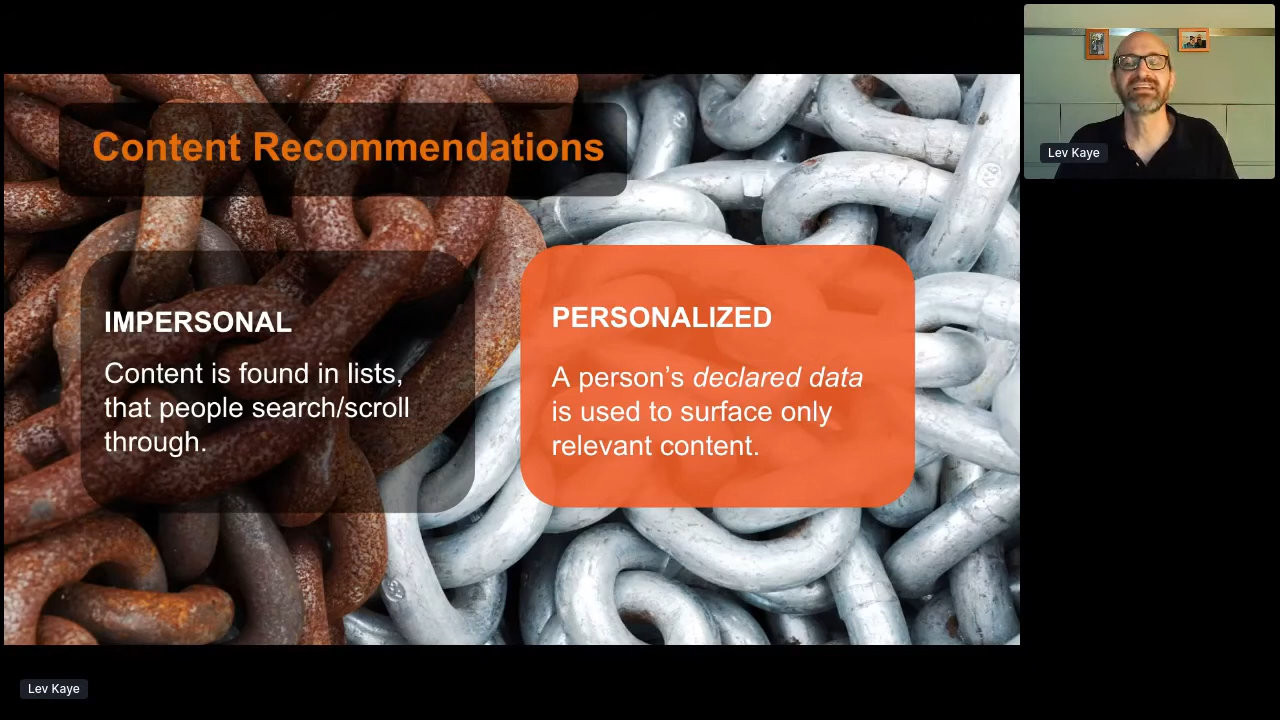 Content Recommendations
IMPERSONAL
Content is found in lists,
that people search/scroll
through.
PERSONALIZED
A person’s declared data
is used to surface only
relevant content.
Lev Kaye
Lev Kaye